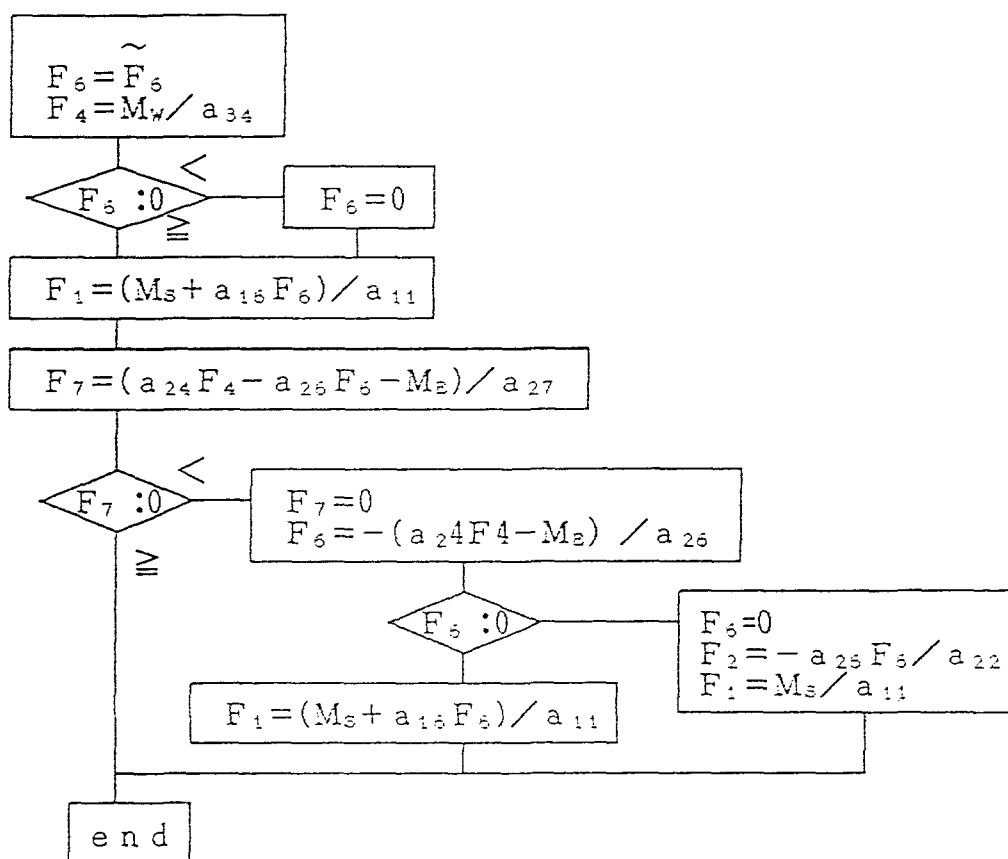 F₆=F̃₆
F₄=Mw/a₃₄
<
F₆:0
F₆=0
≧
F₁=(Ms+a₁₆F₆)/a₁₁
F₇=(a₂₄F₄-a₂₆F₆-M_E)/a₂₇
<
F₇:0
F₇=0
≧
F₆=-(a₂4F4-M_E)/a₂₆
F₆:0
F₆=0
F₂=-a₂₆F₆/a₂₂
F₁=Ms/a₁₁
F₁=(Ms+a₁₆F₆)/a₁₁
end